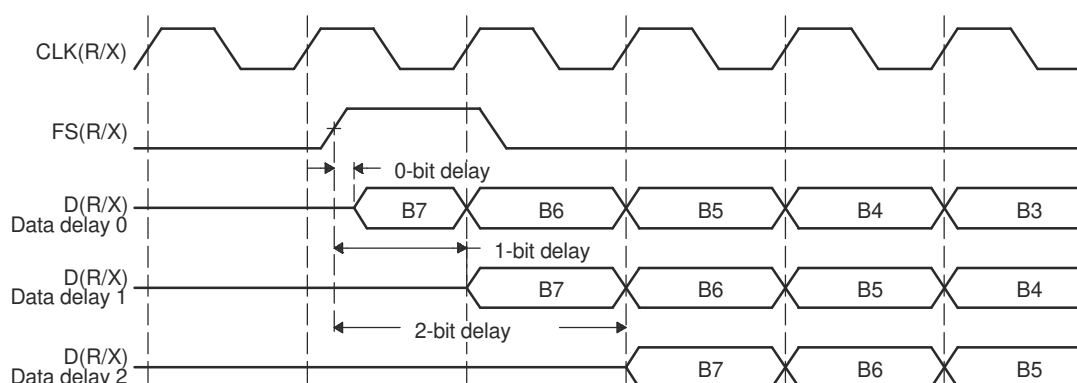 CLK(R/X)
FS(R/X)
0-bit delay
D(R/X)
Data delay 0
B7 B6 B5 B4 B3
1-bit delay
D(R/X)
Data delay 1
B7 B6 B5 B4
2-bit delay
D(R/X)
Data delay 2
B7 B6 B5